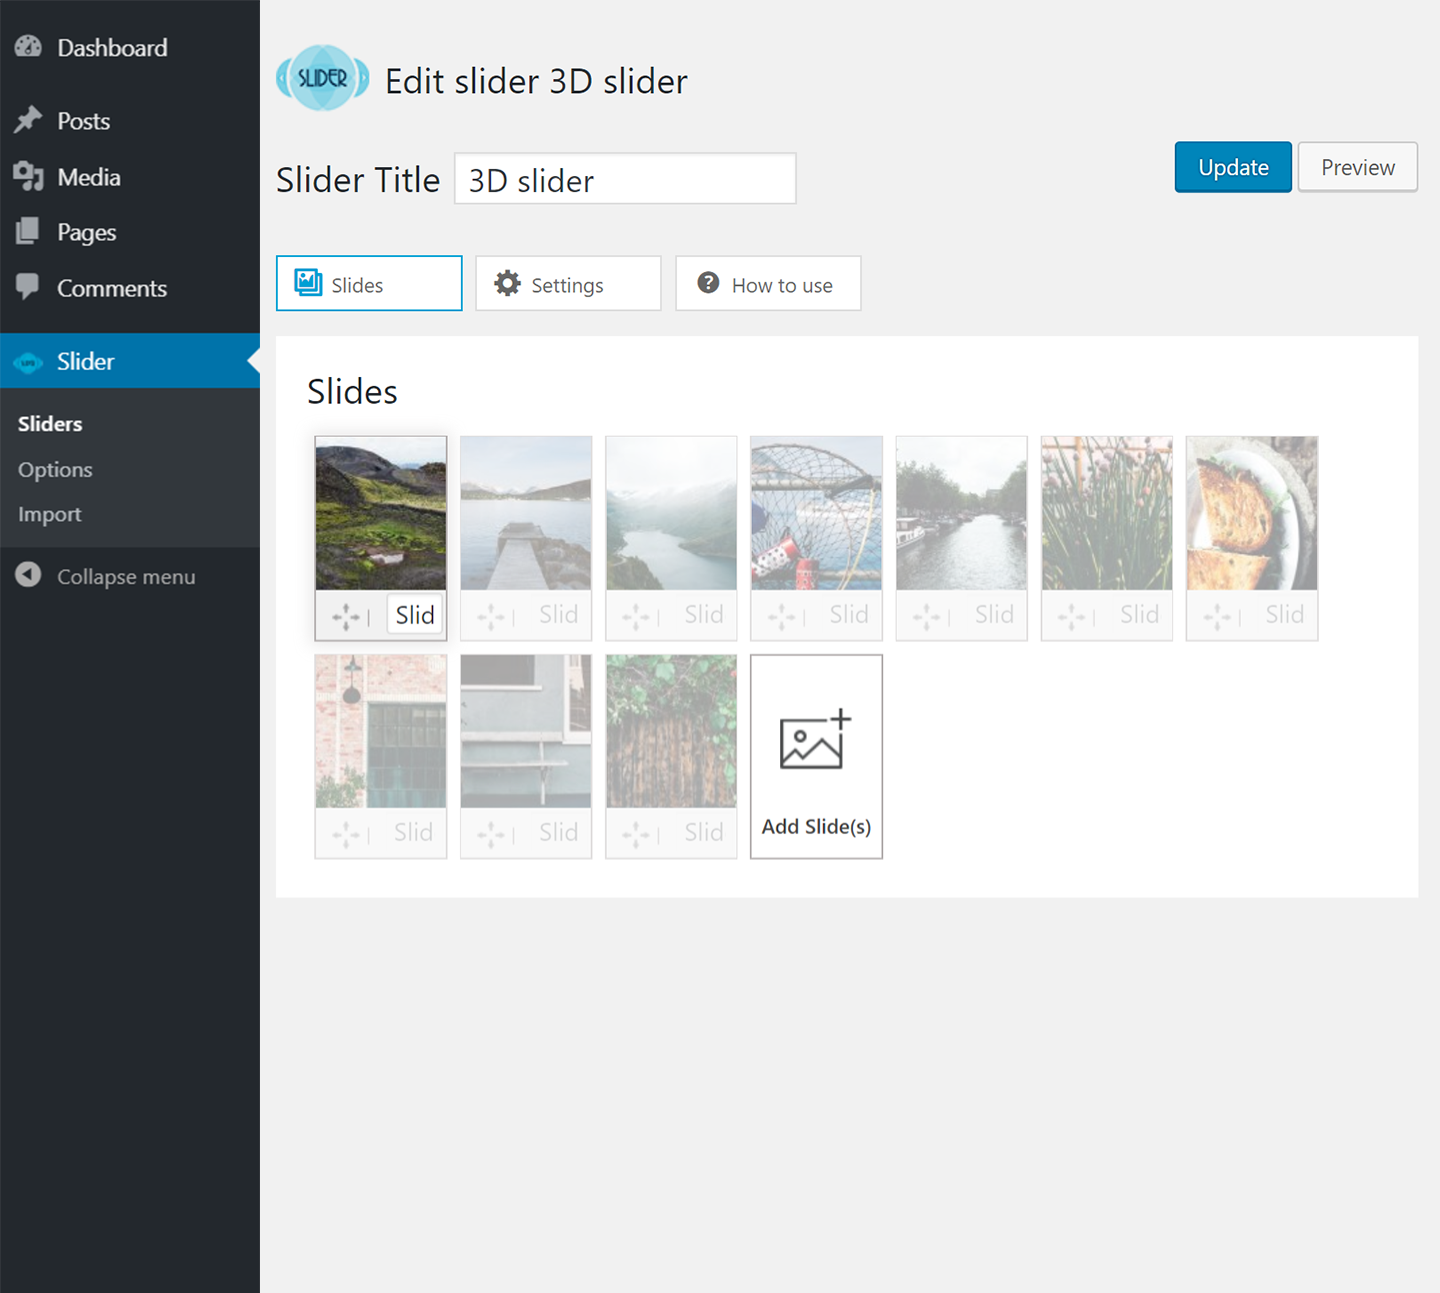 Dashboard
Posts
Media
Pages
Comments
Slider
Sliders
Options
Import
Collapse menu
SLIDER
Edit slider 3D slider
Slider Title
3D slider
Update
Preview
Slides
Settings
How to use
Slides
Slid
Slid
Slid
Slid
Slid
Slid
Slid
Slid
Slid
Slid
Add Slide(s)